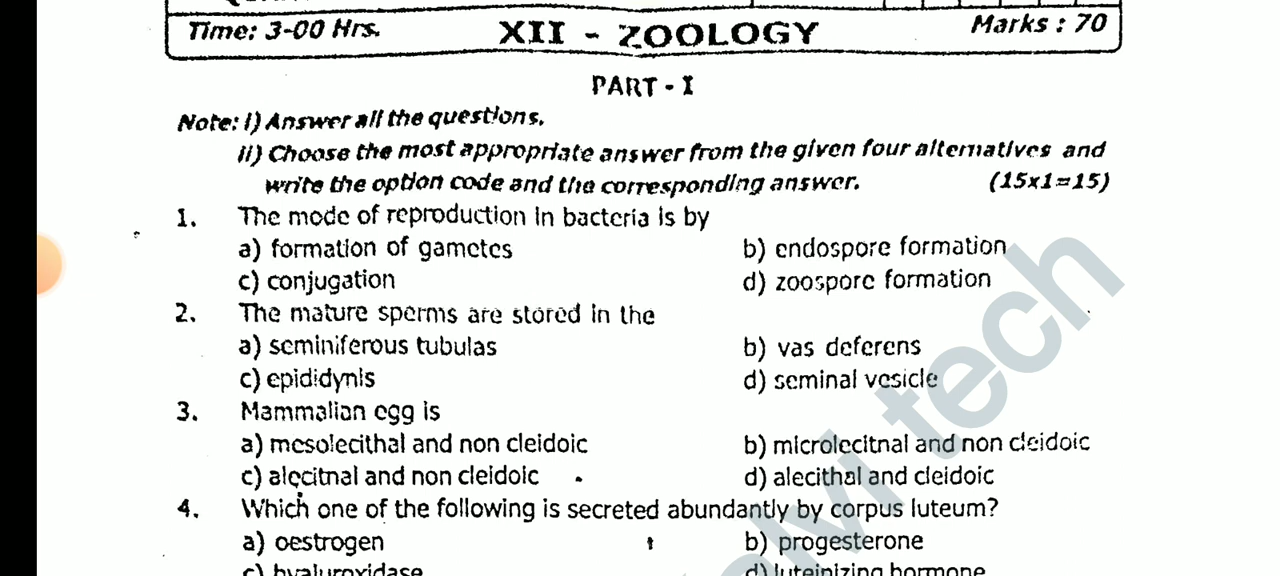 Time: 3-00 Hrs. XII - ZOOLOGY Marks : 70
PART - I
Note: i) Answer all the questions.
ii) Choose the most appropriate answer from the given four alternatives and
write the option code and the corresponding answer. (15x1=15)
1. The mode of reproduction in bacteria is by
a) formation of gametes b) endospore formation
c) conjugation d) zoospore formation
2. The mature sperms are stored in the
a) seminiferous tubulas b) vas deferens
c) epididynis d) seminal vesicle
3. Mammalian egg is
a) mesolecithal and non cleidoic b) microlecitnal and non cleidoic
c) alecitnal and non cleidoic d) alecithal and cleidoic
4. Which one of the following is secreted abundantly by corpus luteum?
a) oestrogen b) progesterone
c) hyaluroxidase d) luteinizing hormone
tech